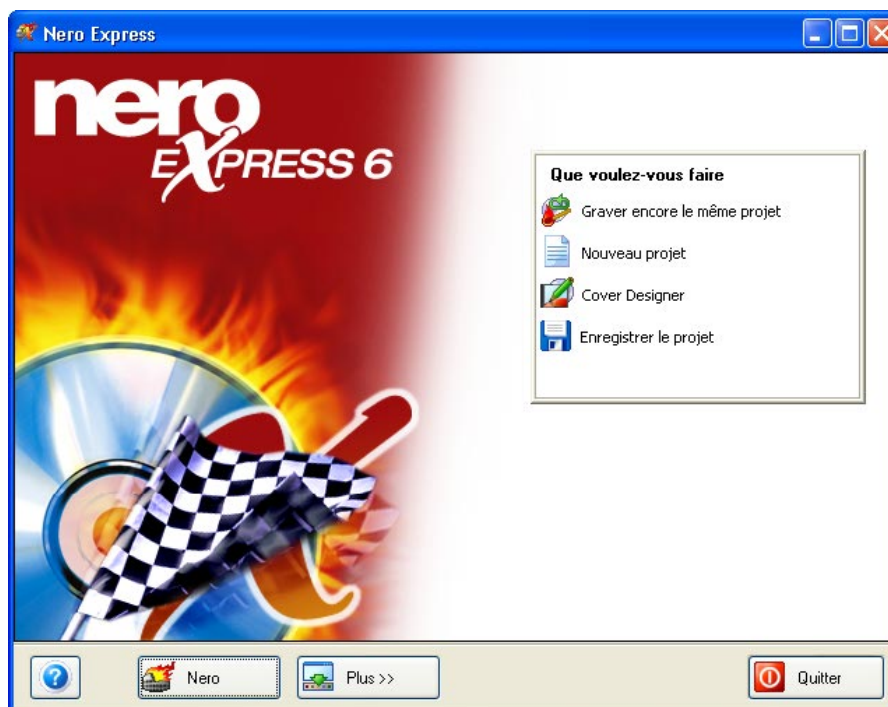 Nero Express
nero
EXPRESS 6
Que voulez-vous faire
Graver encore le même projet
Nouveau projet
Cover Designer
Enregistrer le projet
?
Nero
Plus >>
Quitter